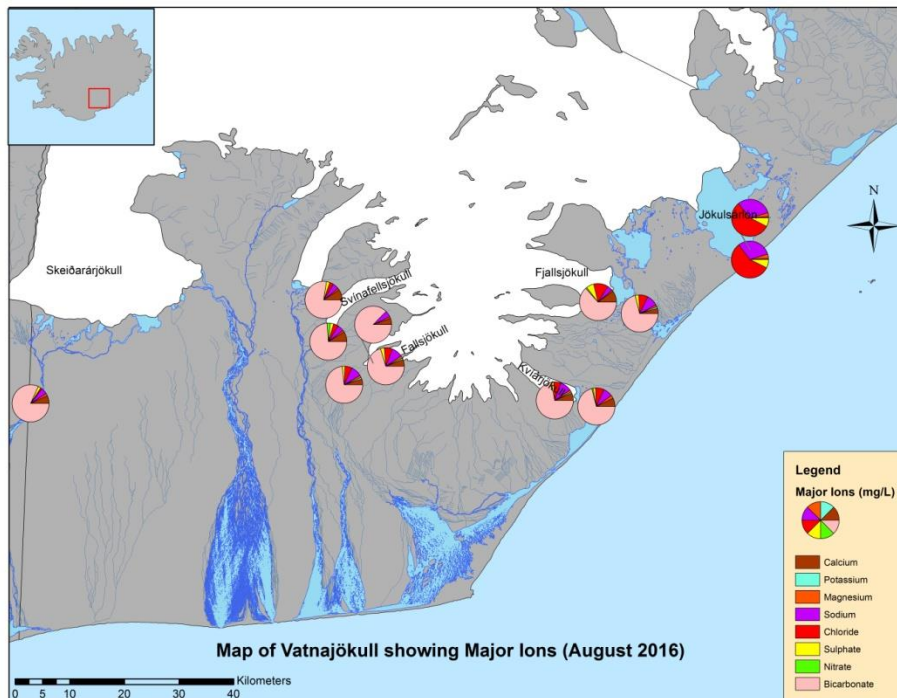 Jökulsárlón
N
Skeiðarárjökull
Svínafellsjökull
Fjallsjökull
Fallsjökull
Legend
Major Ions (mg/L)
Calcium
Potassium
Magnesium
Sodium
Chloride
Sulphate
Nitrate
Bicarbonate
Map of Vatnajökull showing Major Ions (August 2016)
Kilometers
0 5 10 20 30 40